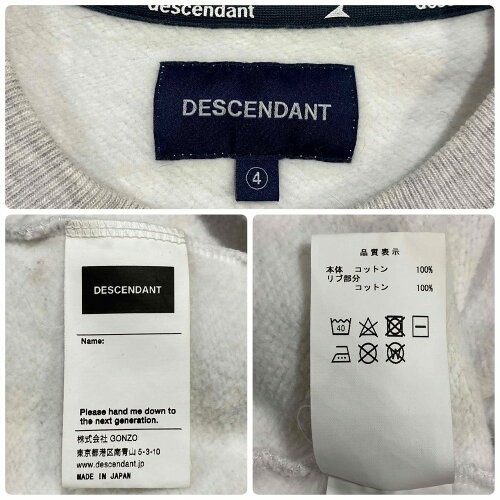 descendant
de
DESCENDANT
4
DESCENDANT
Name:
Please hand me down to
the next generation.
株式会社 GONZO
東京都港区南青山5-3-10
www.descendant.jp
MADE IN JAPAN
品質表示
本体 コットン 100%
リブ部分
コットン 100%
40
W